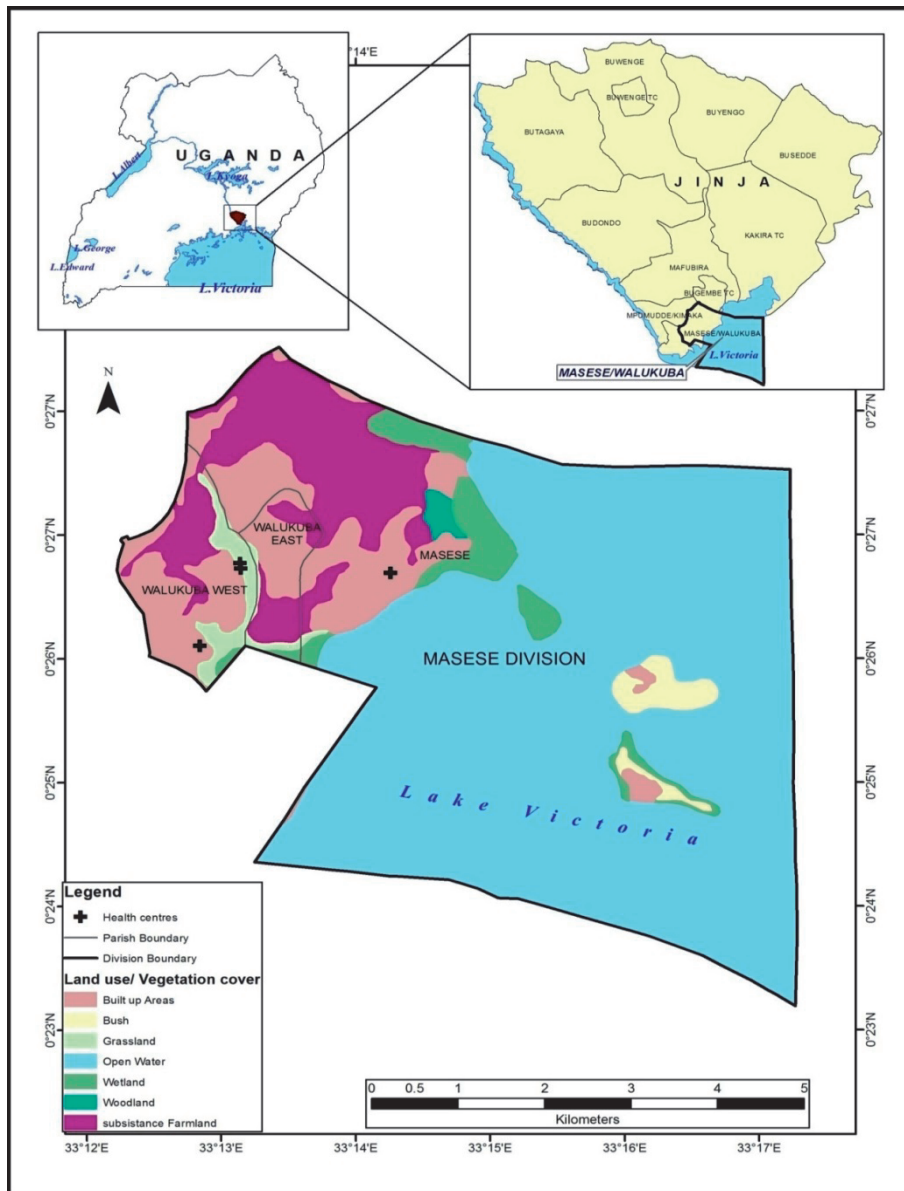 °14'E
UGANDA
L.Albert
L.Kyoga
L.George
L.Edward
L.Victoria
BUWENGE
BUWENGE TC
BUYENGO
BUTAGAYA
BUSEDDE
JINJA
BUDONDO
KAKIRA TC
MAFUBIRA
BUGEMBE TC
MPUMUDDE/KIMAKA
MASESE/WALUKUBA
L.Victoria
MASESE/WALUKUBA
N
0°27'N
0°27'N
0°27'N
0°27'N
WALUKUBA
EAST
MASESE
WALUKUBA WEST
0°26'N
0°26'N
MASESE DIVISION
0°25'N
0°25'N
Lake Victoria
Legend
Health centres
Parish Boundary
Division Boundary
Land use/ Vegetation cover
Built up Areas
Bush
Grassland
Open Water
Wetland
Woodland
subsistance Farmland
0°24'N
0°24'N
0°23'N
0°23'N
0 0.5 1 2 3 4 5
Kilometers
33°12'E 33°13'E 33°14'E 33°15'E 33°16'E 33°17'E